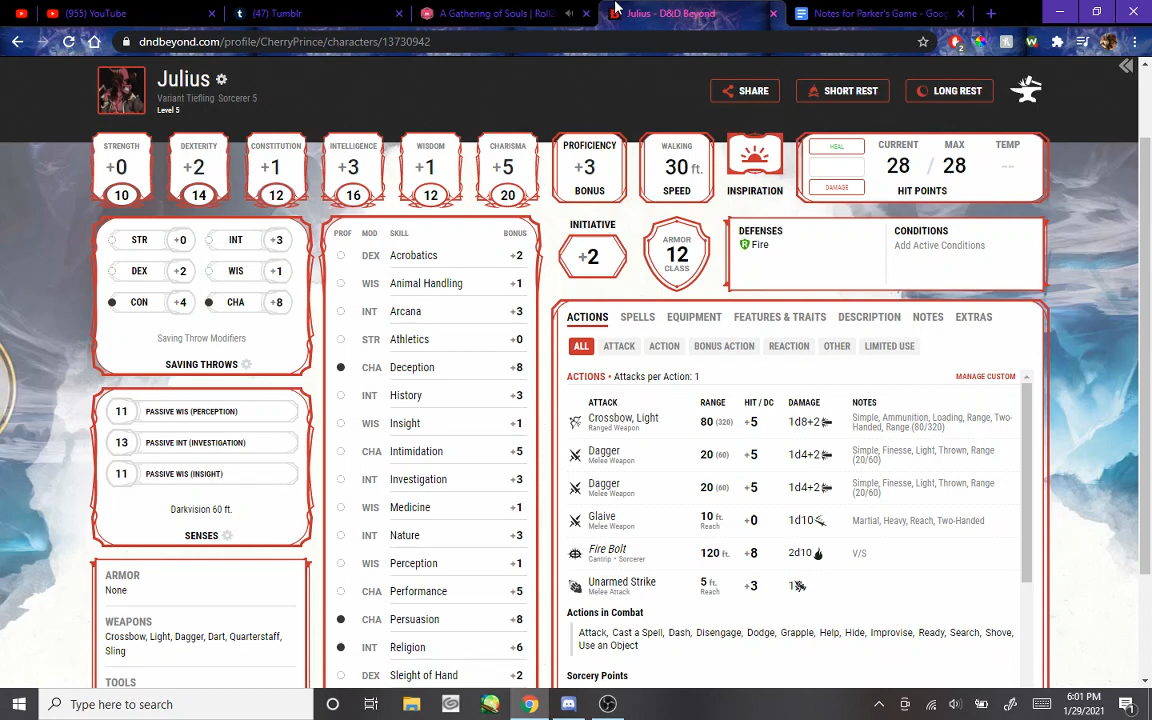 (955) YouTube
(47) Tumblr
A Gathering of Souls | Roll2
Julius - D&D Beyond
Notes for Parker's Game - Goog
dndbeyond.com/profile/CherryPrince/characters/13730942
Julius
Variant Tiefling Sorcerer 5
Level 5
SHARE
SHORT REST
LONG REST
STRENGTH
+0
10
DEXTERITY
+2
14
CONSTITUTION
+1
12
INTELLIGENCE
+3
16
WISDOM
+1
12
CHARISMA
+5
20
PROFICIENCY
+3
BONUS
WALKING
30 ft.
SPEED
INSPIRATION
HEAL
DAMAGE
CURRENT
28
/
MAX
28
TEMP
--
HIT POINTS
STR +0
INT +3
DEX +2
WIS +1
CON +4
CHA +8
Saving Throw Modifiers
SAVING THROWS
11 PASSIVE WIS (PERCEPTION)
13 PASSIVE INT (INVESTIGATION)
11 PASSIVE WIS (INSIGHT)
Darkvision 60 ft.
SENSES
ARMOR
None
WEAPONS
Crossbow, Light, Dagger, Dart, Quarterstaff,
Sling
TOOLS
PROF MOD SKILL BONUS
DEX Acrobatics +2
WIS Animal Handling +1
INT Arcana +3
STR Athletics +0
CHA Deception +8
INT History +3
WIS Insight +1
CHA Intimidation +5
INT Investigation +3
WIS Medicine +1
INT Nature +3
WIS Perception +1
CHA Performance +5
CHA Persuasion +8
INT Religion +6
DEX Sleight of Hand +2
INITIATIVE
+2
ARMOR
12
CLASS
DEFENSES
Fire
CONDITIONS
Add Active Conditions
ACTIONS SPELLS EQUIPMENT FEATURES & TRAITS DESCRIPTION NOTES EXTRAS
ALL ATTACK ACTION BONUS ACTION REACTION OTHER LIMITED USE
ACTIONS • Attacks per Action: 1
MANAGE CUSTOM
ATTACK RANGE HIT / DC DAMAGE NOTES
Crossbow, Light 80 (320) +5 1d8+2 Simple, Ammunition, Loading, Range, Two-
Ranged Weapon Handed, Range (80/320)
Dagger 20 (60) +5 1d4+2 Simple, Finesse, Light, Thrown, Range
Melee Weapon (20/60)
Dagger 20 (60) +5 1d4+2 Simple, Finesse, Light, Thrown, Range
Melee Weapon (20/60)
Glaive 10 ft. +0 1d10 Martial, Heavy, Reach, Two-Handed
Melee Weapon Reach
Fire Bolt 120 ft. +8 2d10 V/S
Cantrip • Sorcerer
Unarmed Strike 5 ft. +3 1
Melee Attack Reach
Actions in Combat
Attack, Cast a Spell, Dash, Disengage, Dodge, Grapple, Help, Hide, Improvise, Ready, Search, Shove,
Use an Object
Sorcery Points
Type here to search
6:01 PM
1/29/2021